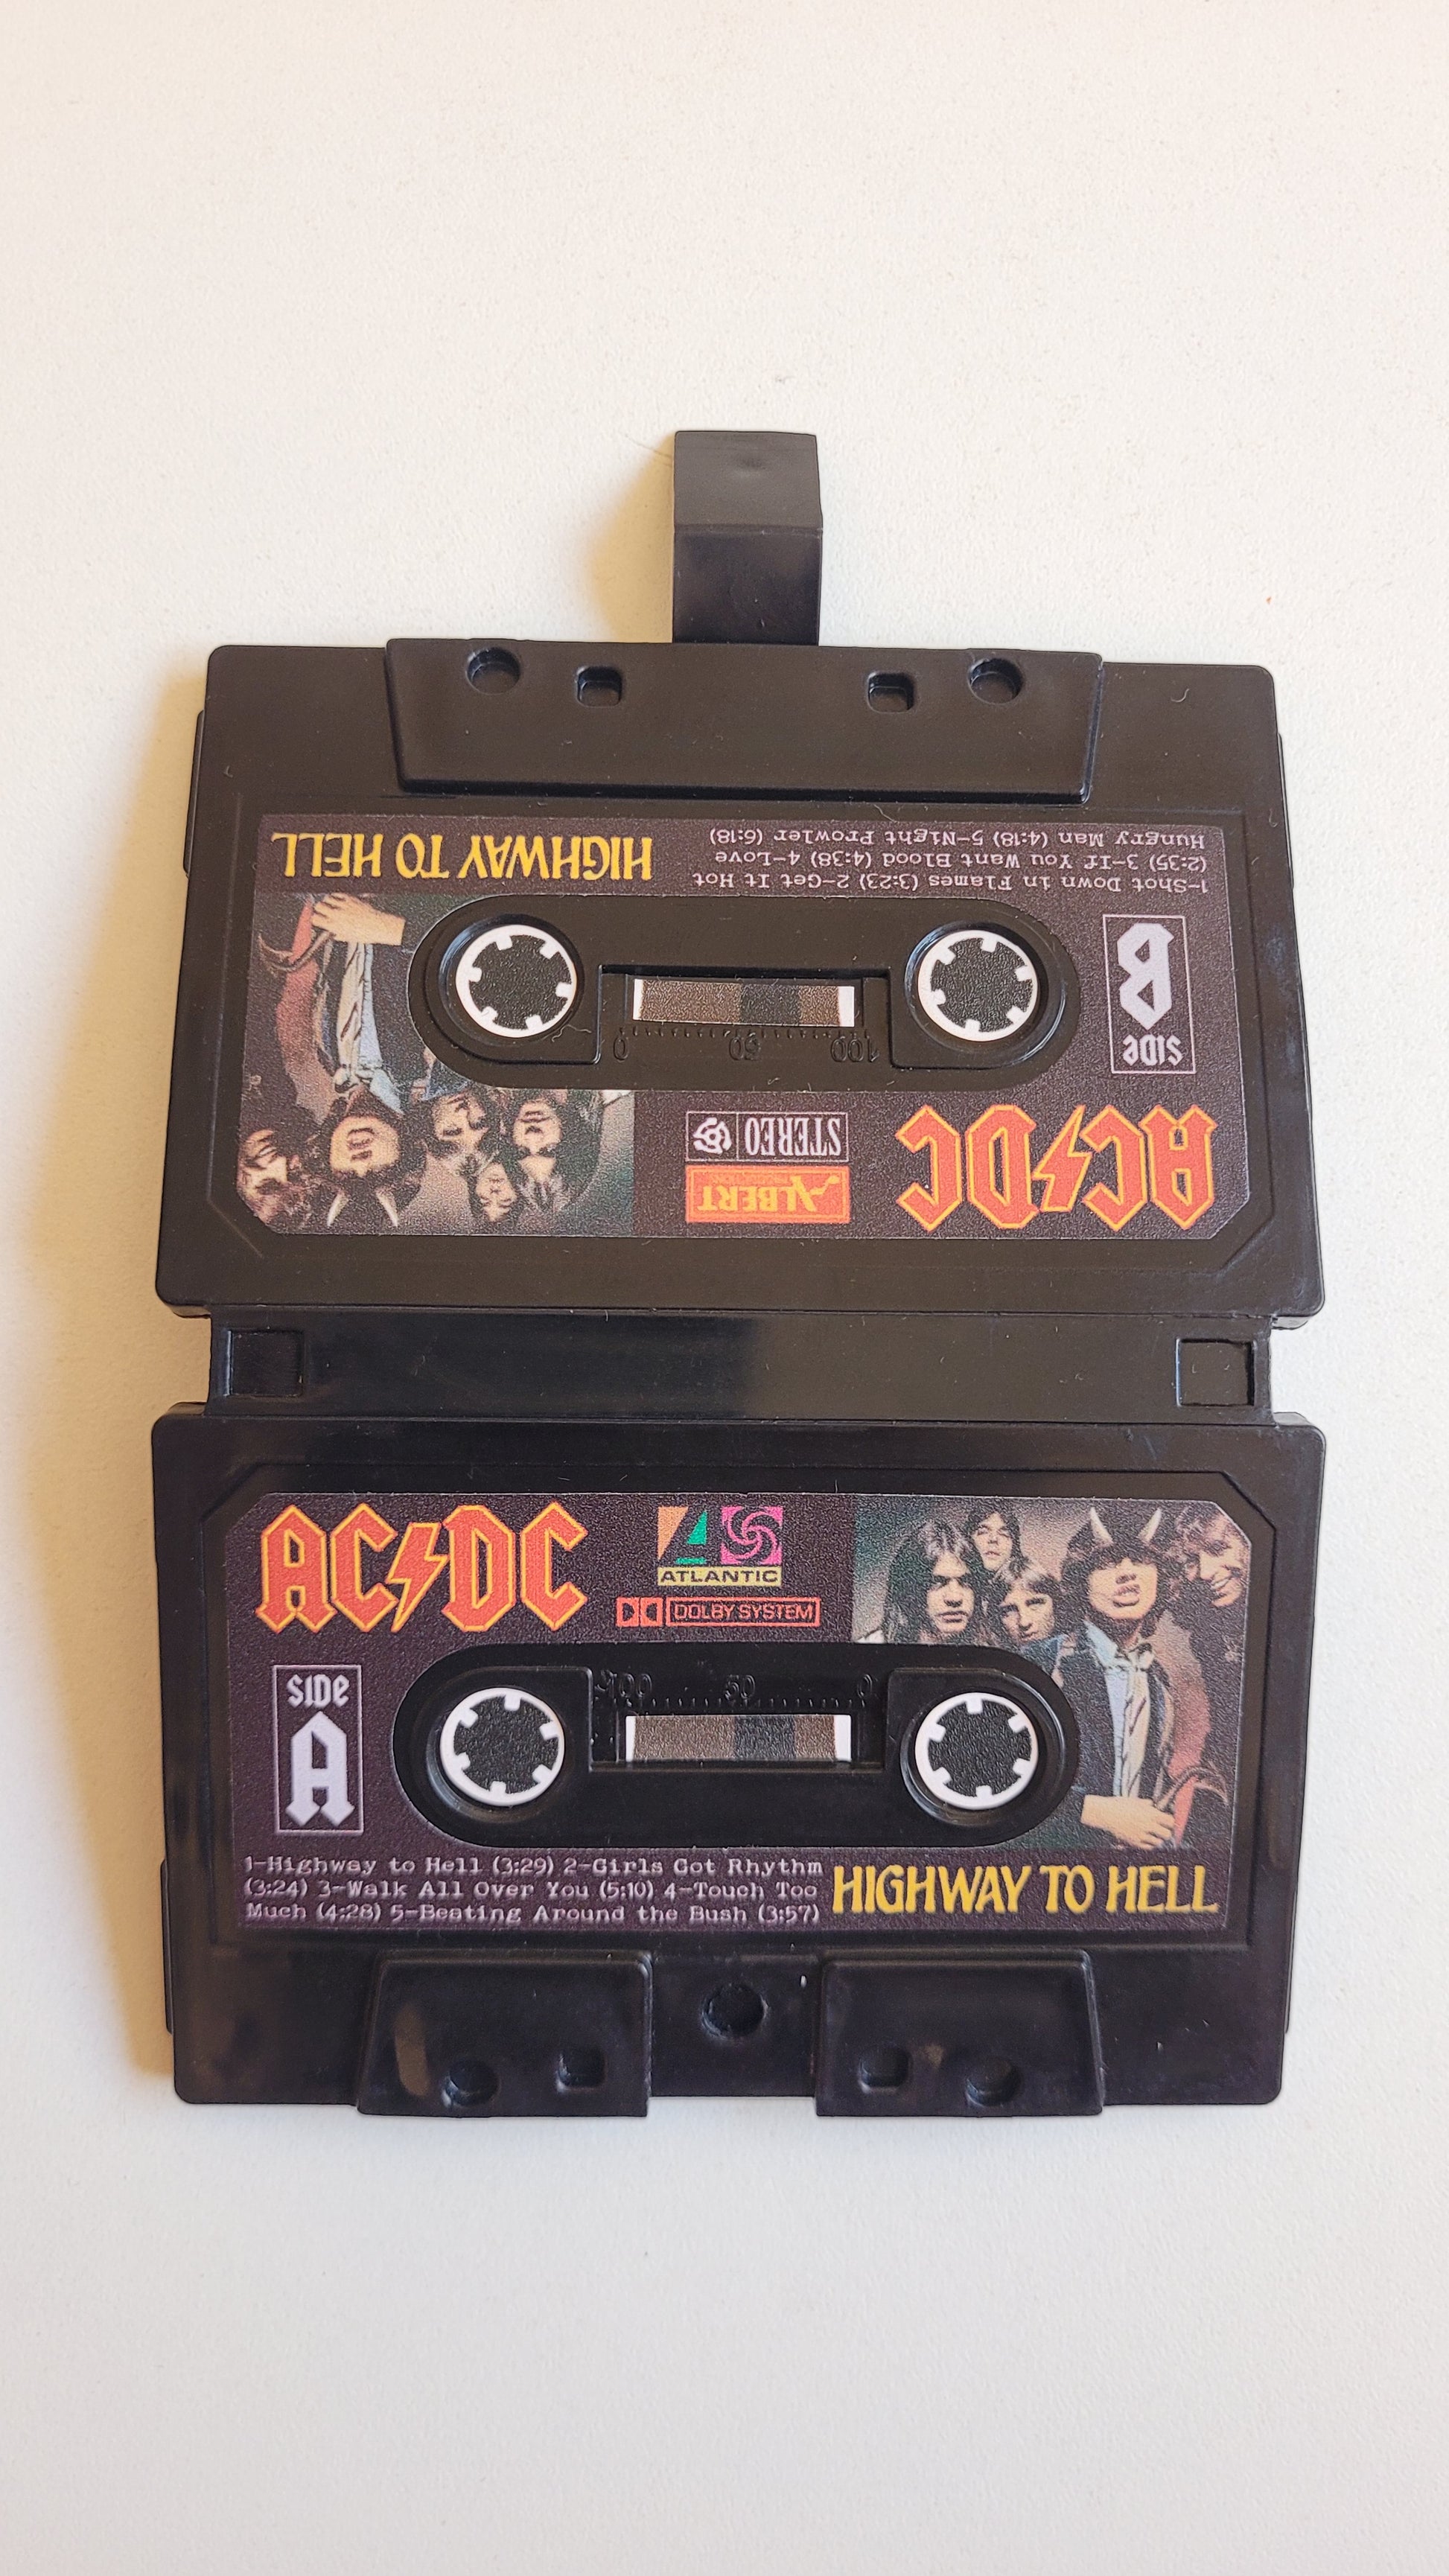 HIGHWAY TO HELL
1-Shot Down in Flames (3:23) 2-Get It Hot
(2:35) 3-If You Want Blood (4:38) 4-Love
Hungry Man (4:18) 5-Night Prowler (6:18)
SIDE
B
0 50 100
STEREO
ALBERT
PRODUCTIONS
AC DC
AC DC
ATLANTIC
DOLBY SYSTEM
SIDE
A
100 50 0
1-Highway to Hell (3:29) 2-Girls Got Rhythm
(3:24) 3-Walk All Over You (5:10) 4-Touch Too
Much (4:28) 5-Beating Around the Bush (3:57)
HIGHWAY TO HELL